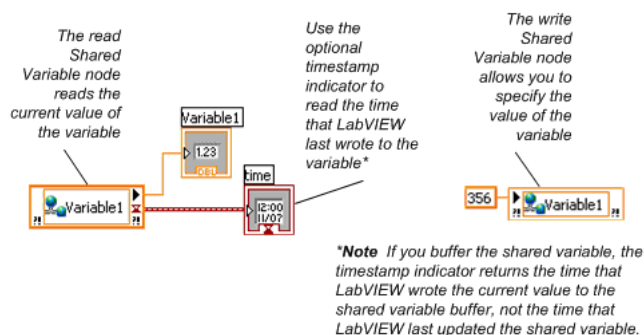 The read
Shared
Variable node
reads the
current value of
the variable
Use the
optional
timestamp
indicator to
read the time
that LabVIEW
last wrote to the
variable*
The write
Shared
Variable node
allows you to
specify the
value of the
variable
Variable1
1.23
DBL
time
12:00
11/07
?!
Variable1
?!
356
?!
Variable1
?!
*Note If you buffer the shared variable, the
timestamp indicator returns the time that
LabVIEW wrote the current value to the
shared variable buffer, not the time that
LabVIEW last updated the shared variable.